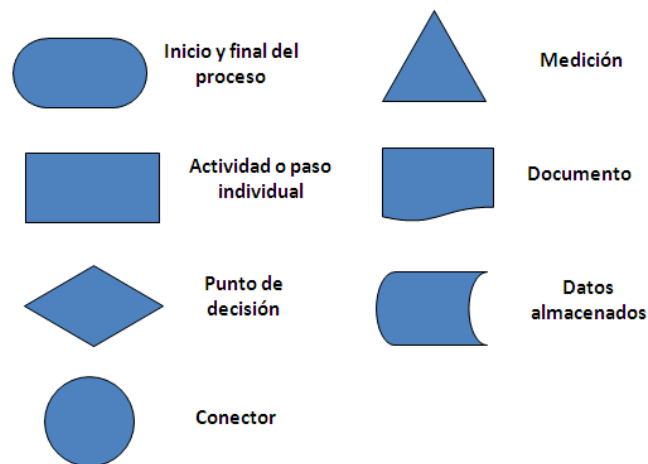 Inicio y final del
proceso
Medición
Actividad o paso
individual
Documento
Punto de
decisión
Datos
almacenados
Conector